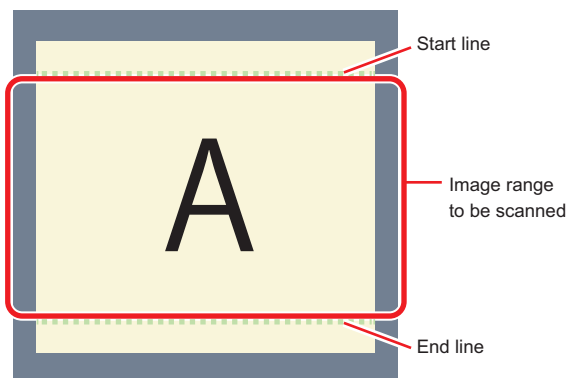 Start line
A
Image range
to be scanned
End line